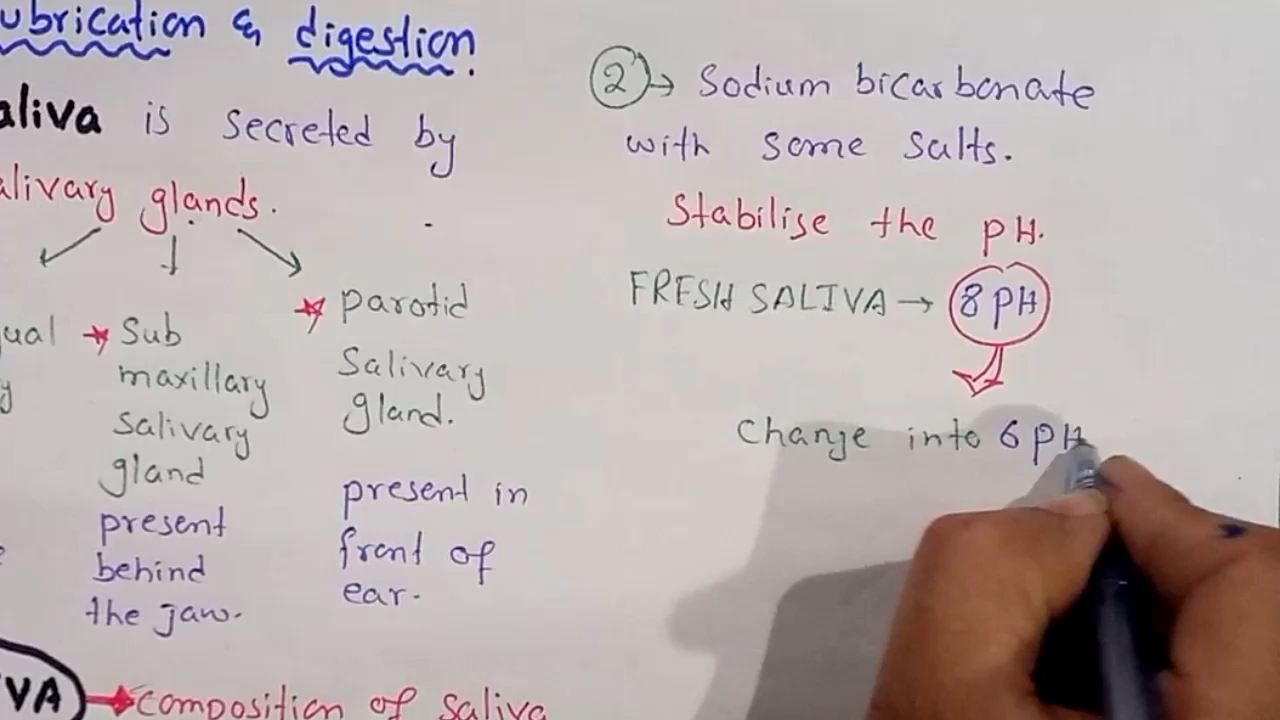 ubrication & digestion.
aliva is secreted by
alivary glands.
ual
y
Sub
maxillary
salivary
gland
present
behind
the jaw.
parotid
Salivary
gland.
present in
front of
ear.
VA → composition of saliva
② → Sodium bicarbonate
with some salts.
Stabilise the pH.
FRESH SALIVA → 8 PH
Change into 6 PH